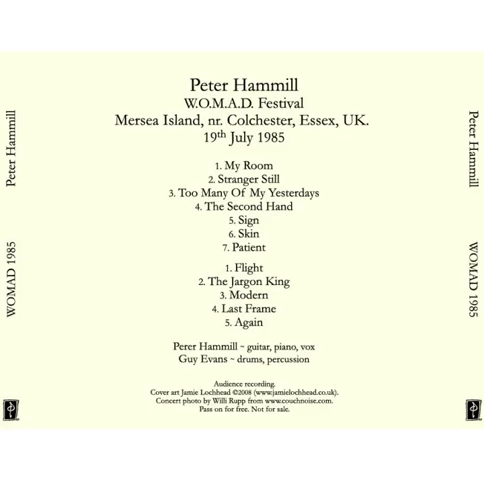 Peter Hammill
W.O.M.A.D. Festival
Mersea Island, nr. Colchester, Essex, UK.
19th July 1985
1. My Room
2. Stranger Still
3. Too Many Of My Yesterdays
4. The Second Hand
5. Sign
6. Skin
7. Patient
1. Flight
2. The Jargon King
3. Modern
4. Last Frame
5. Again
Perer Hammill ~ guitar, piano, vox
Guy Evans ~ drums, percussion
Audience recording.
Cover art Jamie Lochhead ©2008 (www.jamielochhead.co.uk).
Concert photo by Willi Rupp from www.couchnoise.com.
Pass on for free. Not for sale.
Peter Hammill
WOMAD 1985
Peter Hammill
WOMAD 1985